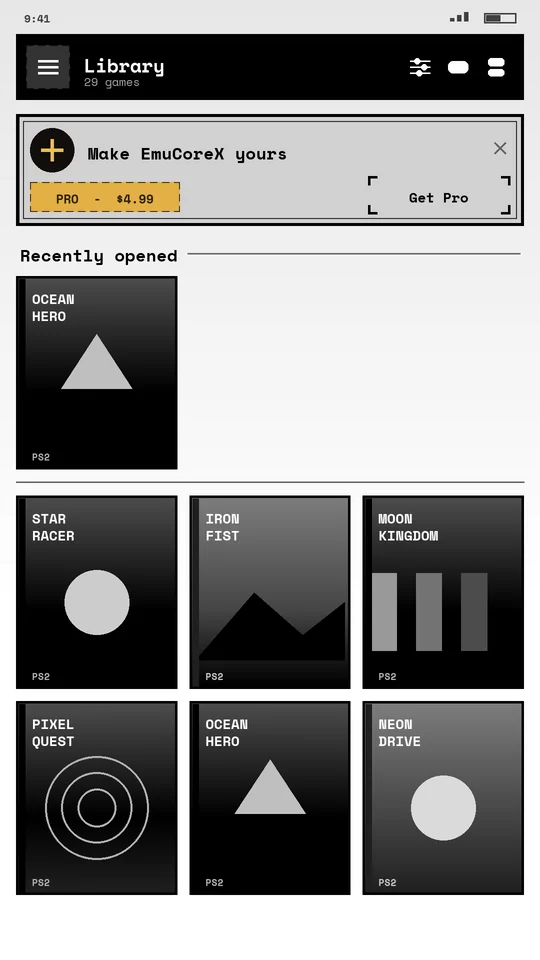 9:41
Library
29 games
Make EmuCoreX yours
PRO - $4.99
Get Pro
Recently opened
OCEAN
HERO
PS2
STAR
RACER
PS2
IRON
FIST
PS2
MOON
KINGDOM
PS2
PIXEL
QUEST
PS2
OCEAN
HERO
PS2
NEON
DRIVE
PS2